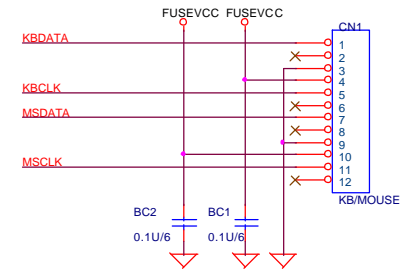 FUSEVCC FUSEVCC
CN1
KBDATA
1
2
3
4
KBCLK
5
6
MSDATA
7
8
9
10
MSCLK
11
12
KB/MOUSE
BC2 BC1
0.1U/6 0.1U/6